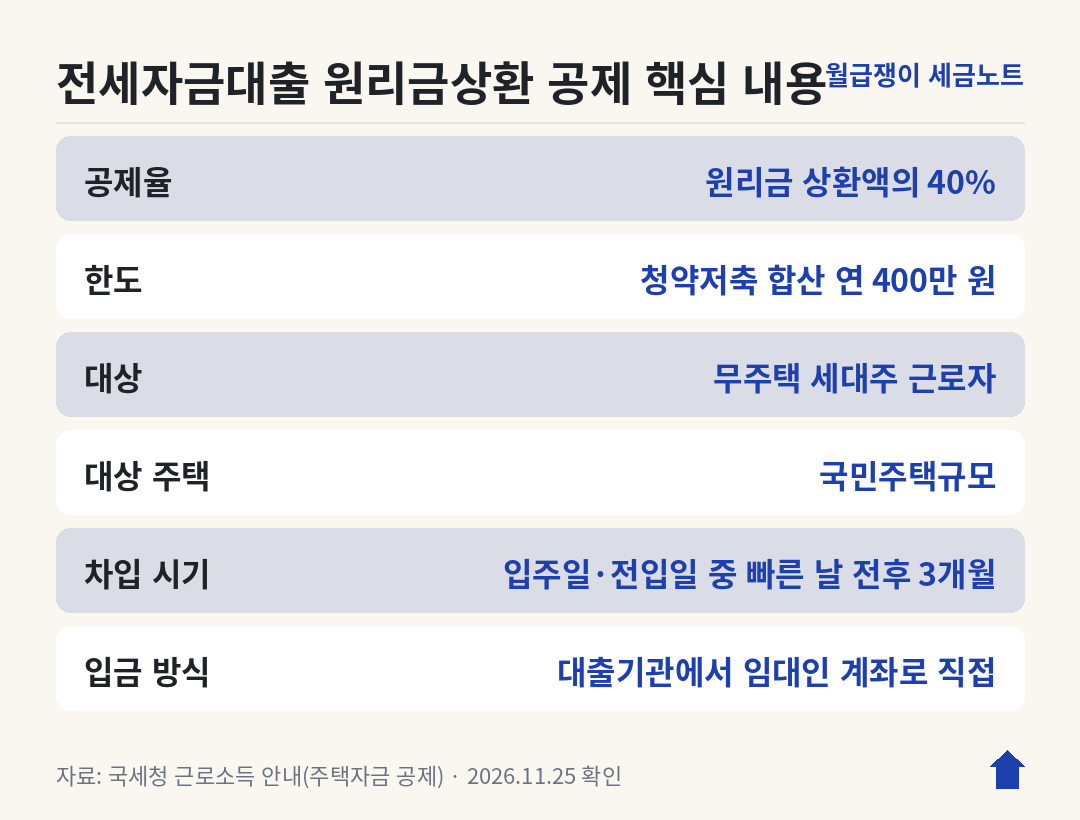 전세자금대출 원리금상환 공제 핵심 내용
월급쟁이 세금노트
공제율 원리금 상환액의 40%
한도 청약저축 합산 연 400만 원
대상 무주택 세대주 근로자
대상 주택 국민주택규모
차입 시기 입주일·전입일 중 빠른 날 전후 3개월
입금 방식 대출기관에서 임대인 계좌로 직접
자료: 국세청 근로소득 안내(주택자금 공제) · 2026.11.25 확인